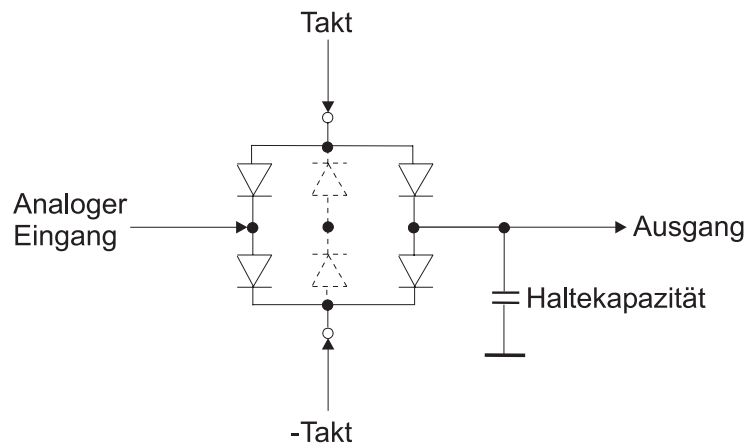 Takt
Analoger
Eingang
Ausgang
Haltekapazität
-Takt